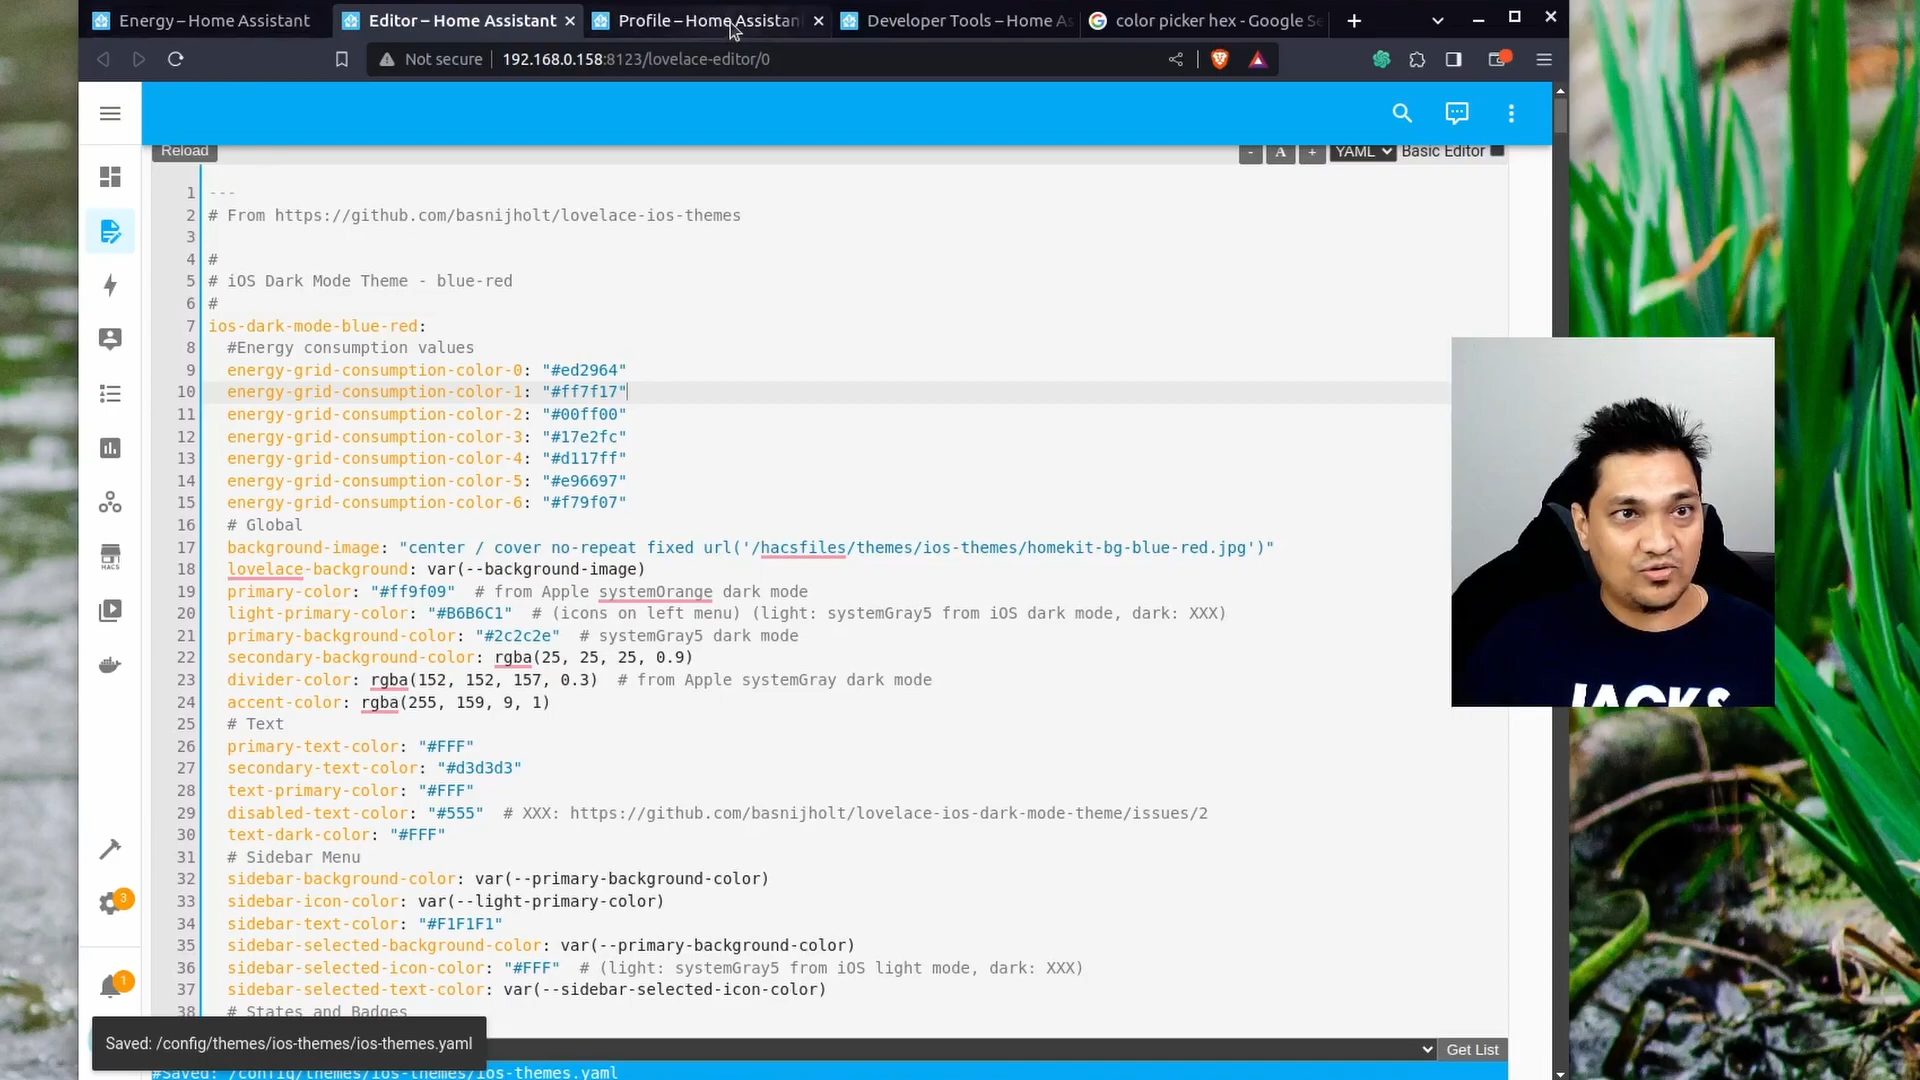 Energy – Home Assistant
Editor – Home Assistant
Profile – Home Assistan
Developer Tools – Home As
color picker hex - Google Se
Not secure
192.168.0.158:8123/lovelace-editor/0
Reload
-
A
+
YAML
Basic Editor
1 ---
2 # From https://github.com/basnijholt/lovelace-ios-themes
3
4 #
5 # iOS Dark Mode Theme - blue-red
6 #
7 ios-dark-mode-blue-red:
8 #Energy consumption values
9 energy-grid-consumption-color-0: "#ed2964"
10 energy-grid-consumption-color-1: "#ff7f17"
11 energy-grid-consumption-color-2: "#00ff00"
12 energy-grid-consumption-color-3: "#17e2fc"
13 energy-grid-consumption-color-4: "#d117ff"
14 energy-grid-consumption-color-5: "#e96697"
15 energy-grid-consumption-color-6: "#f79f07"
16 # Global
17 background-image: "center / cover no-repeat fixed url('/hacsfiles/themes/ios-themes/homekit-bg-blue-red.jpg')"
18 lovelace-background: var(--background-image)
19 primary-color: "#ff9f09" # from Apple systemOrange dark mode
20 light-primary-color: "#B6B6C1" # (icons on left menu) (light: systemGray5 from iOS dark mode, dark: XXX)
21 primary-background-color: "#2c2c2e" # systemGray5 dark mode
22 secondary-background-color: rgba(25, 25, 25, 0.9)
23 divider-color: rgba(152, 152, 157, 0.3) # from Apple systemGray dark mode
24 accent-color: rgba(255, 159, 9, 1)
25 # Text
26 primary-text-color: "#FFF"
27 secondary-text-color: "#d3d3d3"
28 text-primary-color: "#FFF"
29 disabled-text-color: "#555" # XXX: https://github.com/basnijholt/lovelace-ios-dark-mode-theme/issues/2
30 text-dark-color: "#FFF"
31 # Sidebar Menu
32 sidebar-background-color: var(--primary-background-color)
33 sidebar-icon-color: var(--light-primary-color)
34 sidebar-text-color: "#F1F1F1"
35 sidebar-selected-background-color: var(--primary-background-color)
36 sidebar-selected-icon-color: "#FFF" # (light: systemGray5 from iOS light mode, dark: XXX)
37 sidebar-selected-text-color: var(--sidebar-selected-icon-color)
38 # States and Badges
HACS
3
1
Saved: /config/themes/ios-themes/ios-themes.yaml
Get List
#Saved: /config/themes/ios-themes/ios-themes.yaml
JACKS